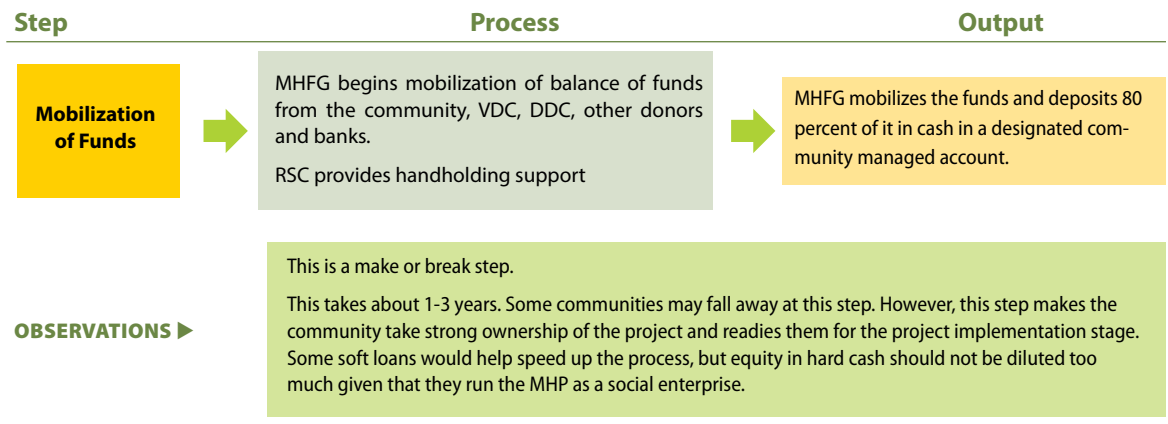 Step Process Output
Mobilization
of Funds
MHFG begins mobilization of balance of funds
from the community, VDC, DDC, other donors
and banks.
RSC provides handholding support
MHFG mobilizes the funds and deposits 80
percent of it in cash in a designated com-
munity managed account.
OBSERVATIONS ▶
This is a make or break step.
This takes about 1-3 years. Some communities may fall away at this step. However, this step makes the
community take strong ownership of the project and readies them for the project implementation stage.
Some soft loans would help speed up the process, but equity in hard cash should not be diluted too
much given that they run the MHP as a social enterprise.